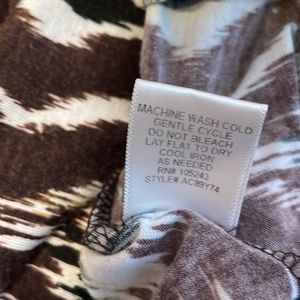 MACHINE WASH COLD
GENTLE CYCLE
DO NOT BLEACH
LAY FLAT TO DRY
COOL IRON
AS NEEDED
RN# 105243
STYLE# AC89Y74